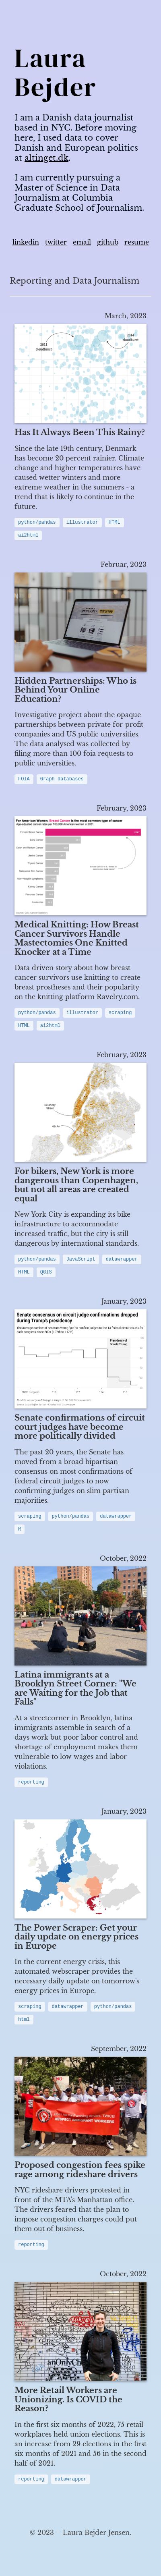 Laura
Bejder
I am a Danish data journalist
based in NYC. Before moving
here, I used data to cover
Danish and European politics
at altinget.dk.
I am currently pursuing a
Master of Science in Data
Journalism at Columbia
Graduate School of Journalism.
linkedin twitter email github resume
Reporting and Data Journalism
March, 2023
Has It Always Been This Rainy?
Since the late 19th century, Denmark
has become 20 percent rainier. Climate
change and higher temperatures have
caused wetter winters and more
extreme weather in the summers - a
trend that is likely to continue in the
future.
python/pandas illustrator HTML
ai2html
Februar, 2023
Hidden Partnerships: Who is
Behind Your Online
Education?
Investigative project about the opaque
partnerships between private for-profit
companies and US public universities.
The data analysed was collected by
filing more than 100 foia requests to
public universities.
FOIA Graph databases
February, 2023
Medical Knitting: How Breast
Cancer Survivors Handle
Mastectomies One Knitted
Knocker at a Time
Data driven story about how breast
cancer survivors are knitting to create
breast prostheses and their popularity
on the knitting platform Ravelry.com.
python/pandas illustrator scraping
HTML ai2html
February, 2023
For bikers, New York is more
dangerous than Copenhagen,
but not all areas are created
equal
New York City is expanding its bike
infrastructure to accommodate
increased traffic, but the city is still
dangerous by international standards.
python/pandas JavaScript datawrapper
HTML QGIS
January, 2023
Senate consensus on circuit judge confirmations dropped
during Trump's presidency
Senate confirmations of circuit
court judges have become
more politically divided
The past 20 years, the Senate has
moved from a broad bipartisan
consensus on most confirmations of
federal circuit judges to now
confirming judges on slim partisan
majorities.
scraping python/pandas datawrapper
R
October, 2022
Latina immigrants at a
Brooklyn Street Corner: "We
are Waiting for the Job that
Falls"
At a streetcorner in Brooklyn, latina
immigrants assemble in search of a
days work but poor labor control and
shortage of employment makes them
vulnerable to low wages and labor
violations.
reporting
January, 2023
The Power Scraper: Get your
daily update on energy prices
in Europe
In the current energy crisis, this
automated webscraper provides the
necessary daily update on tomorrow's
energy prices in Europe.
scraping datawrapper python/pandas
html
September, 2022
Proposed congestion fees spike
rage among rideshare drivers
NYC rideshare drivers protested in
front of the MTA's Manhattan office.
The drivers feared that the plan to
impose congestion charges could put
them out of business.
reporting
October, 2022
More Retail Workers are
Unionizing. Is COVID the
Reason?
In the first six months of 2022, 75 retail
workplaces held union elections. This is
an increase from 29 elections in the first
six months of 2021 and 56 in the second
half of 2021.
reporting datawrapper
© 2023 – Laura Bejder Jensen.